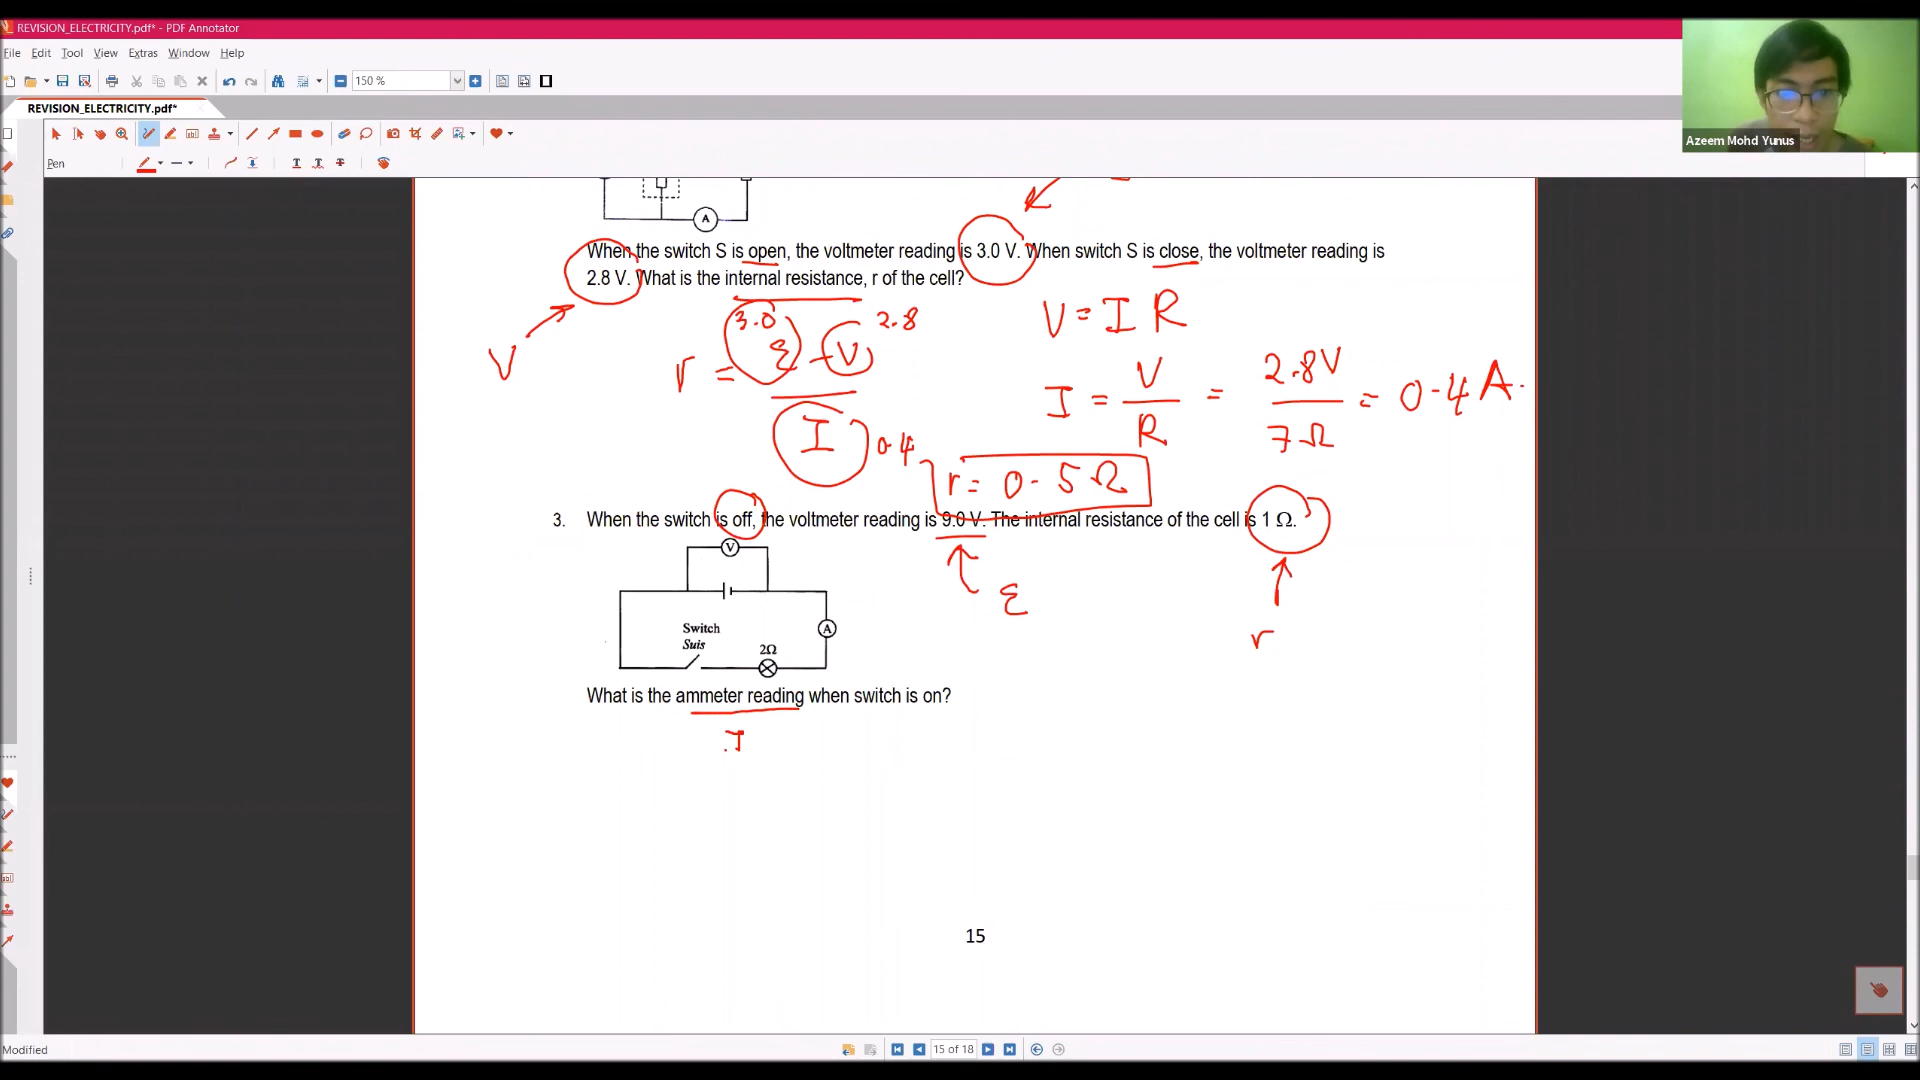 REVISION_ELECTRICITY.pdf* - PDF Annotator
File Edit Tool View Extras Window Help
150 %
REVISION_ELECTRICITY.pdf*
Pen
Azeem Mohd Yunus
A
When the switch S is open, the voltmeter reading is 3.0 V. When switch S is close, the voltmeter reading is
2.8 V. What is the internal resistance, r of the cell?
V
3.0 2.8
r = ε - V
I 0.4
V = I R
I = V / R = 2.8V / 7Ω = 0.4 A.
r = 0.5 Ω
3. When the switch is off, the voltmeter reading is 9.0 V. The internal resistance of the cell is 1 Ω.
V
ε
r
A
Switch
Suis
2Ω
What is the ammeter reading when switch is on?
I
15
Modified
15 of 18